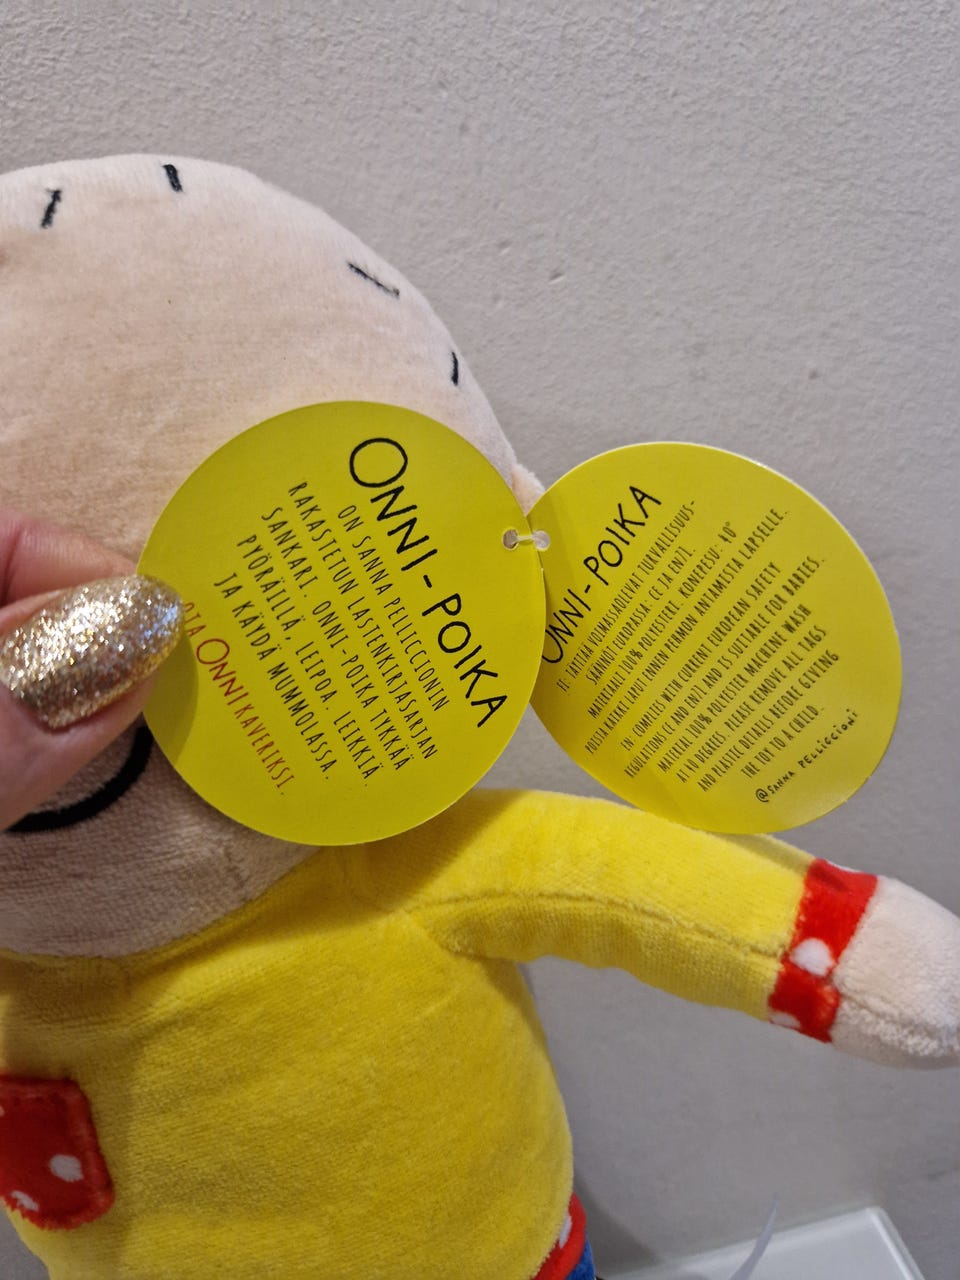 ONNI-POIKA
ON SANNA PELLICCIONIN
RAKASTETUN LASTENKIRJASARJAN
SANKARI. ONNI-POIKA TYKKÄÄ
PYÖRÄILLÄ, LEIPOA, LEIKKIÄ
JA KÄYDÄ MUMMOLASSA.
ONNI KAVERIKSI.
ONNI-POIKA
FI: TÄYTTÄÄ VOIMASSAOLEVAT TURVALLISUUS-
SÄÄNNÖT EUROOPASSA: CE JA EN71.
MATERIAALI 100% POLYESTERI. KONEPESU: 40°
POISTA KAIKKI LAPUT ENNEN PEHMON ANTAMISTA LAPSELLE.
EN: COMPLIES WITH CURRENT EUROPEAN SAFETY
REGULATIONS CE AND EN71 AND IS SUITABLE FOR BABIES.
MATERIAL 100% POLYESTER MACHINE-WASH
AT 40 DEGREES. PLEASE REMOVE ALL TAGS
AND PLASTIC DETAILS BEFORE GIVING
THE TOY TO A CHILD.
@SANNA PELLICCIONI